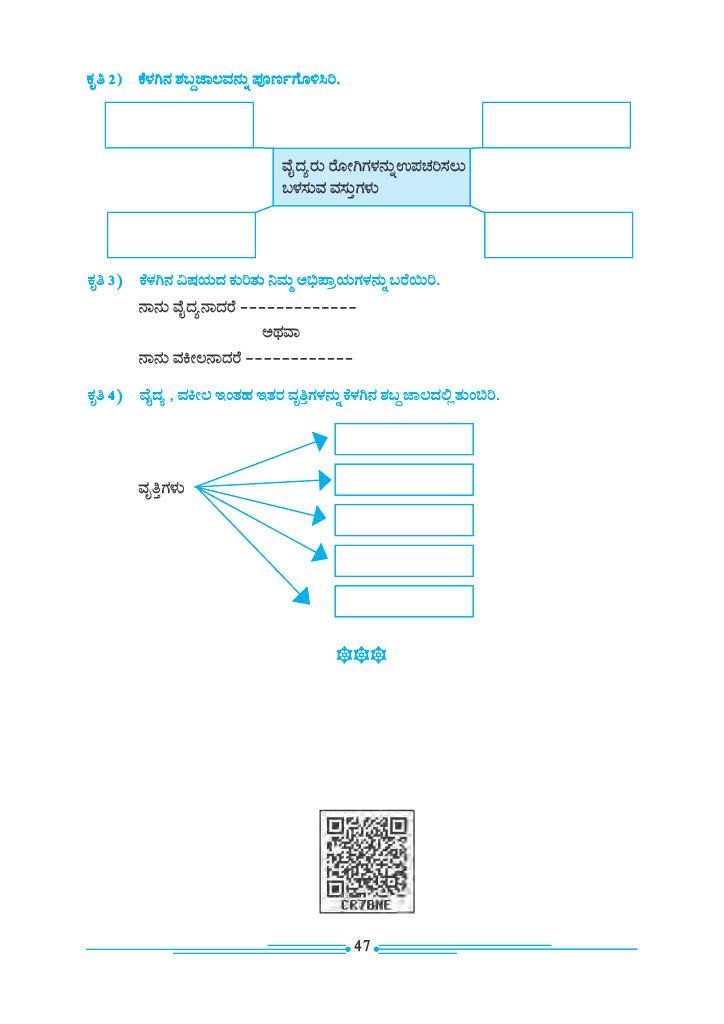 ಕೃತಿ 2) ಕೆಳಗಿನ ಶಬ್ದಜಾಲವನ್ನು ಪೂರ್ಣಗೊಳಿಸಿರಿ.
ವೈದ್ಯರು ರೋಗಿಗಳನ್ನು ಉಪಚರಿಸಲು
ಬಳಸುವ ವಸ್ತುಗಳು
ಕೃತಿ 3) ಕೆಳಗಿನ ವಿಷಯದ ಕುರಿತು ನಿಮ್ಮ ಅಭಿಪ್ರಾಯಗಳನ್ನು ಬರೆಯಿರಿ.
ನಾನು ವೈದ್ಯನಾದರೆ -------------
ಅಥವಾ
ನಾನು ವಕೀಲನಾದರೆ ------------
ಕೃತಿ 4) ವೈದ್ಯ , ವಕೀಲ ಇಂತಹ ಇತರ ವೃತ್ತಿಗಳನ್ನು ಕೆಳಗಿನ ಶಬ್ದ ಜಾಲದಲ್ಲಿ ತುಂಬಿರಿ.
ವೃತ್ತಿಗಳು
CR7BNE
47